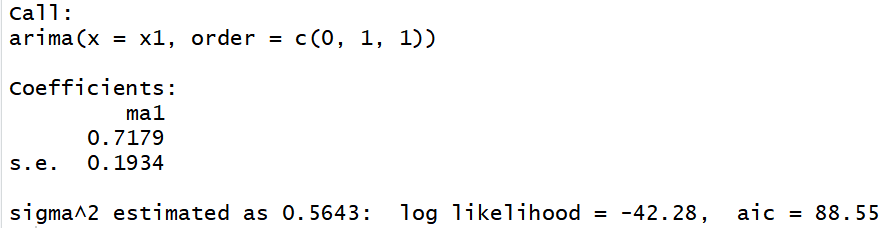 Call:
arima(x = x1, order = c(0, 1, 1))
Coefficients:
ma1
0.7179
s.e. 0.1934
sigma^2 estimated as 0.5643: log likelihood = -42.28, aic = 88.55